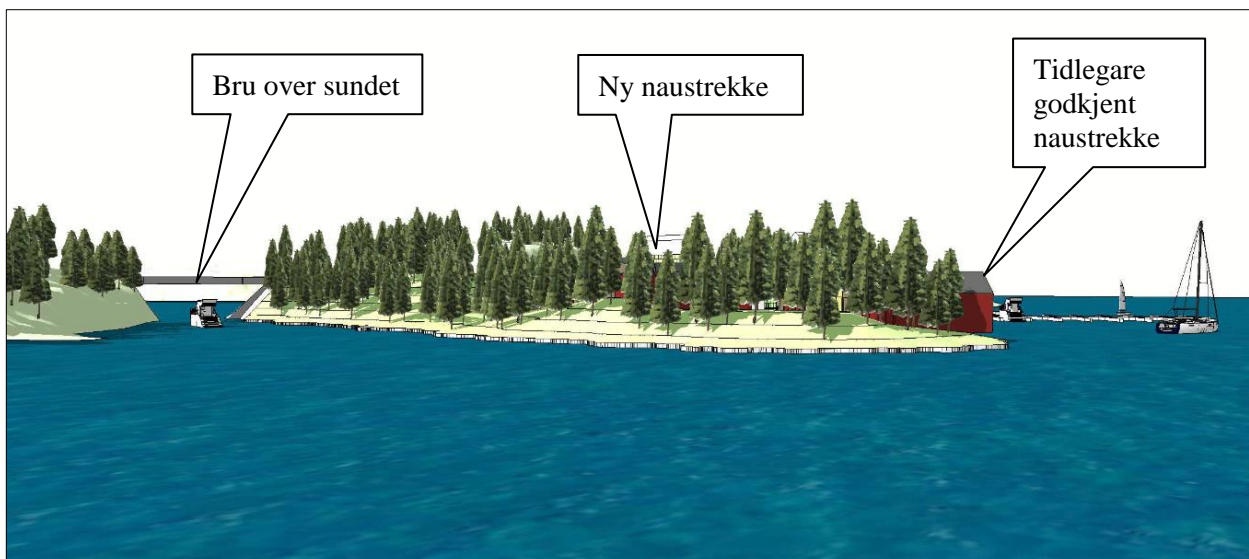 Bru over sundet
Ny naustrekke
Tidlegare
godkjent
naustrekke